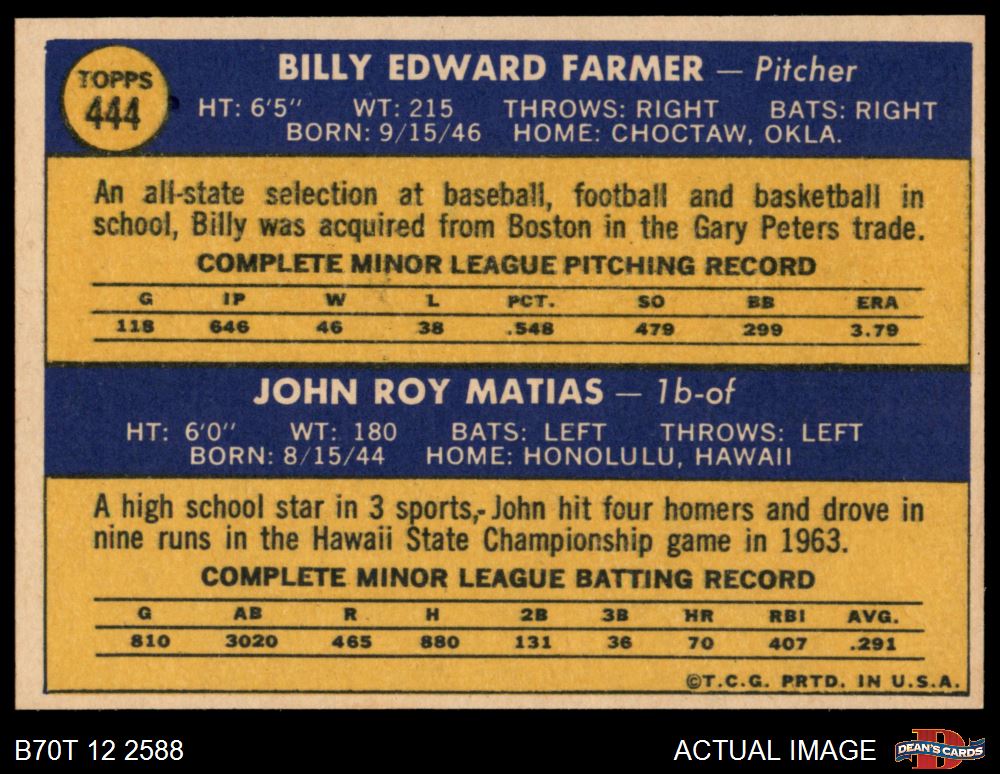 TOPPS
444
BILLY EDWARD FARMER — Pitcher
HT: 6'5" WT: 215 THROWS: RIGHT BATS: RIGHT
BORN: 9/15/46 HOME: CHOCTAW, OKLA.
An all-state selection at baseball, football and basketball in
school, Billy was acquired from Boston in the Gary Peters trade.
COMPLETE MINOR LEAGUE PITCHING RECORD
G IP W L PCT. SO BB ERA
118 646 46 38 .548 479 299 3.79
JOHN ROY MATIAS — 1b-of
HT: 6'0" WT: 180 BATS: LEFT THROWS: LEFT
BORN: 8/15/44 HOME: HONOLULU, HAWAII
A high school star in 3 sports,- John hit four homers and drove in
nine runs in the Hawaii State Championship game in 1963.
COMPLETE MINOR LEAGUE BATTING RECORD
G AB R H 2B 3B HR RBI AVG.
810 3020 465 880 131 36 70 407 .291
©T.C.G. PRTD. IN U.S.A.
B70T 12 2588 ACTUAL IMAGE D DEAN'S CARDS